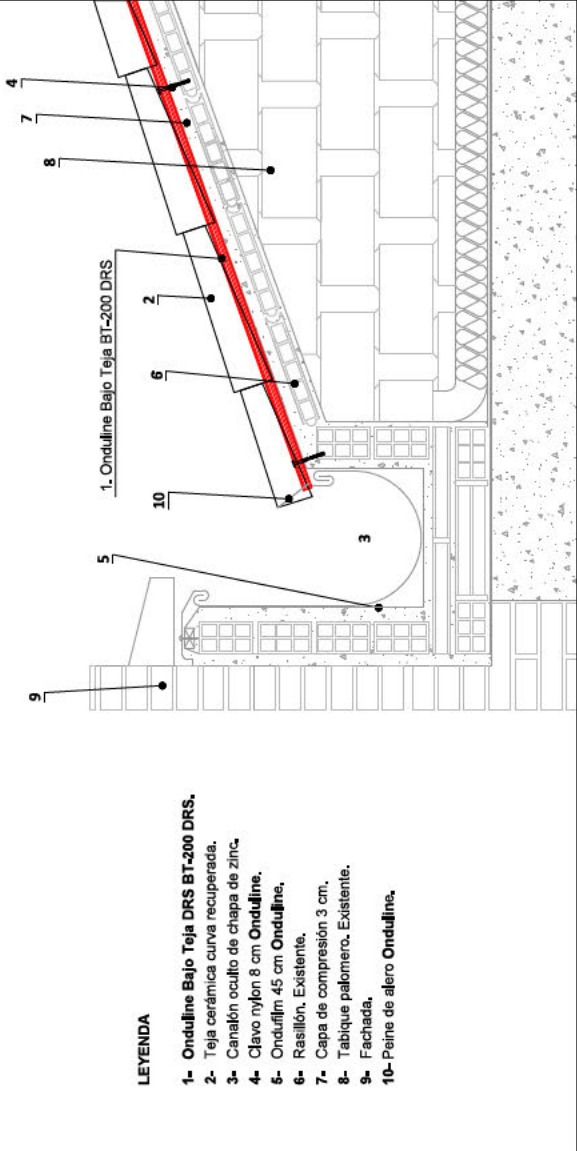 4
7
8
1. Onduline Bajo Teja BT-200 DRS
2
6
10
3
5
9
LEYENDA
1- Onduline Bajo Teja DRS BT-200 DRS.
2- Teja cerámica curva recuperada.
3- Canalón oculto de chapa de zinc.
4- Clavo nylon 8 cm Onduline.
5- Ondufilm 45 cm Onduline.
6- Rasillón. Existente.
7- Capa de compresión 3 cm.
8- Tabique palomero. Existente.
9- Fachada.
10- Peine de alero Onduline.